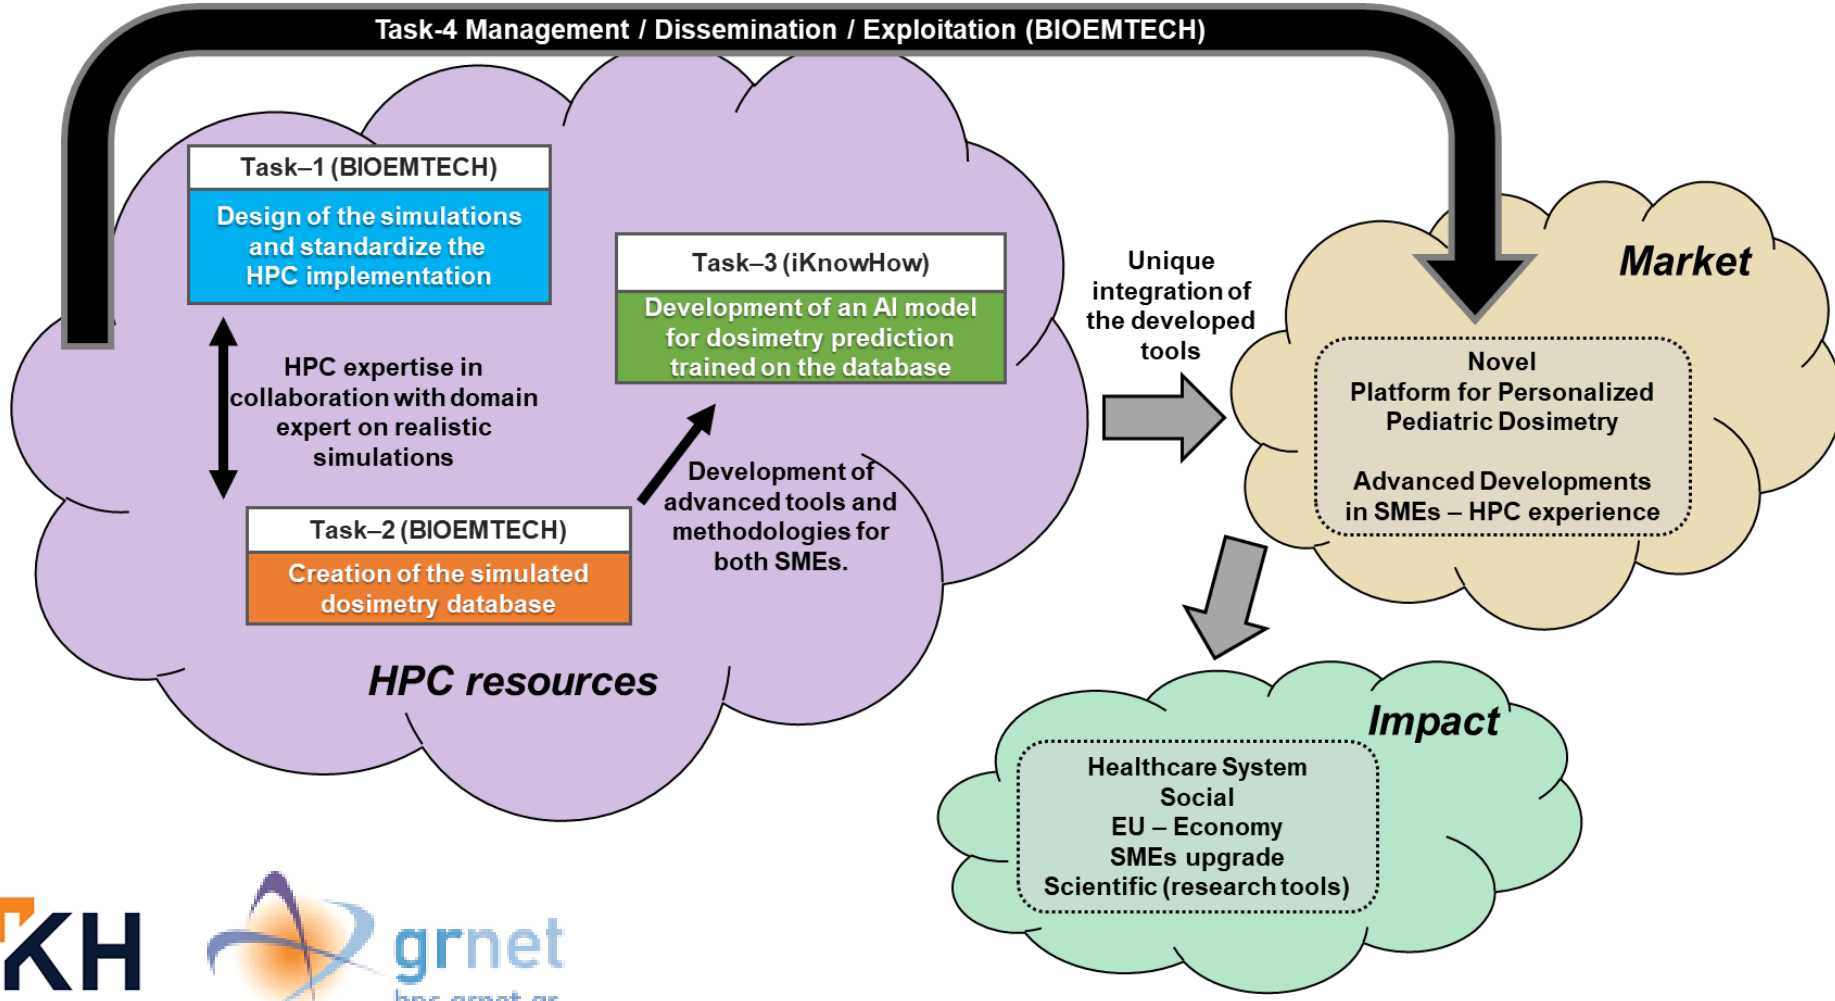 Task-4 Management / Dissemination / Exploitation (BIOEMTECH)
Task–1 (BIOEMTECH)
Design of the simulations
and standardize the
HPC implementation
HPC expertise in
collaboration with domain
expert on realistic
simulations
Task–2 (BIOEMTECH)
Creation of the simulated
dosimetry database
Task–3 (iKnowHow)
Development of an AI model
for dosimetry prediction
trained on the database
Development of
advanced tools and
methodologies for
both SMEs.
HPC resources
Unique
integration of
the developed
tools
Market
Novel
Platform for Personalized
Pediatric Dosimetry
Advanced Developments
in SMEs – HPC experience
Impact
Healthcare System
Social
EU – Economy
SMEs upgrade
Scientific (research tools)
KH
grnet
hpc.grnet.gr